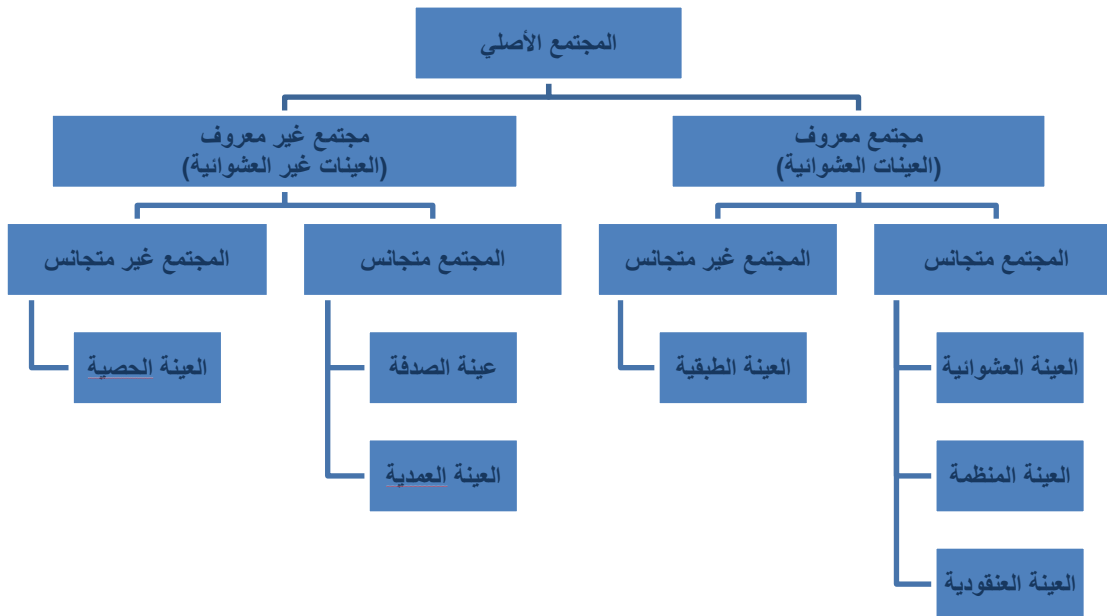 المجتمع الأصلي
مجتمع معروف
(العينات العشوائية)
مجتمع غير معروف
(العينات غير العشوائية)
المجتمع متجانس
المجتمع غير متجانس
المجتمع متجانس
المجتمع غير متجانس
العينة العشوائية
العينة الطبقية
عينة الصدفة
العينة الحصية
العينة المنظمة
العينة العمدية
العينة العنقودية